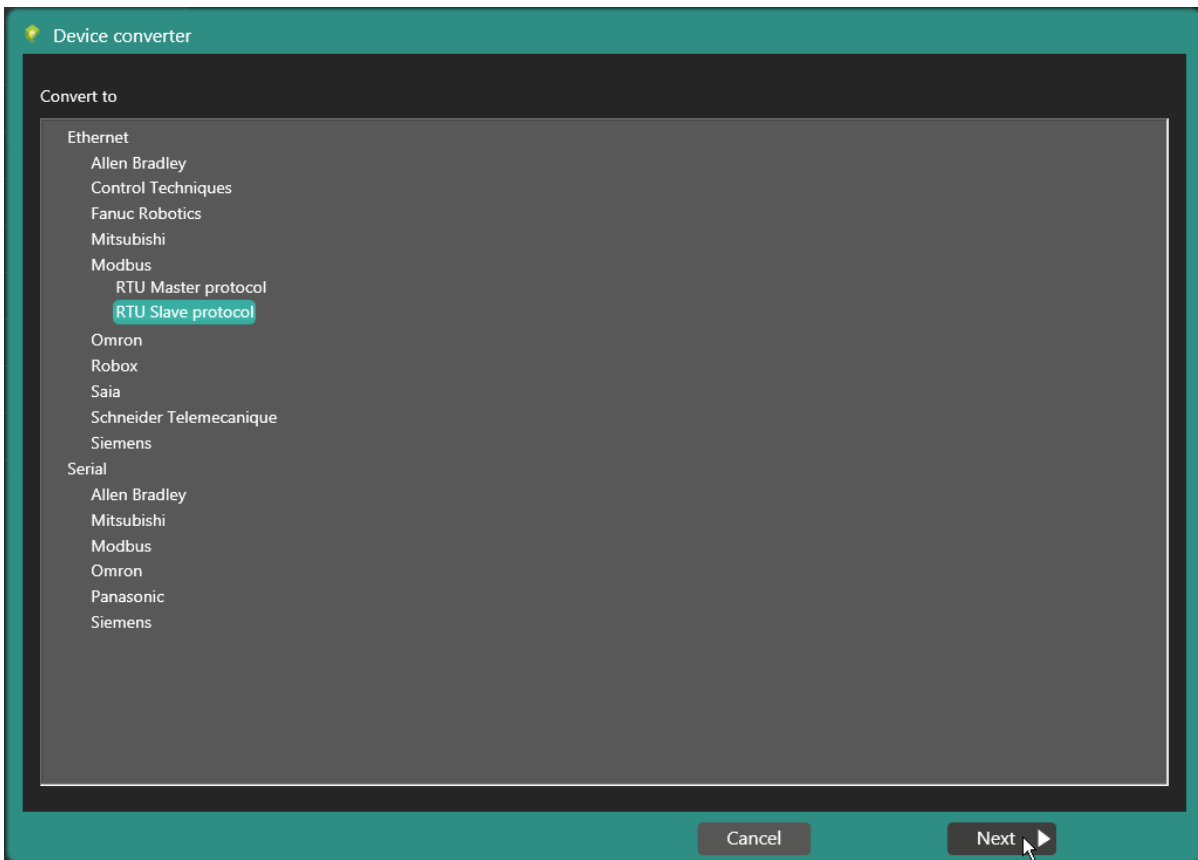 Device converter
Convert to
Ethernet
Allen Bradley
Control Techniques
Fanuc Robotics
Mitsubishi
Modbus
RTU Master protocol
RTU Slave protocol
Omron
Robox
Saia
Schneider Telemecanique
Siemens
Serial
Allen Bradley
Mitsubishi
Modbus
Omron
Panasonic
Siemens
Cancel
Next